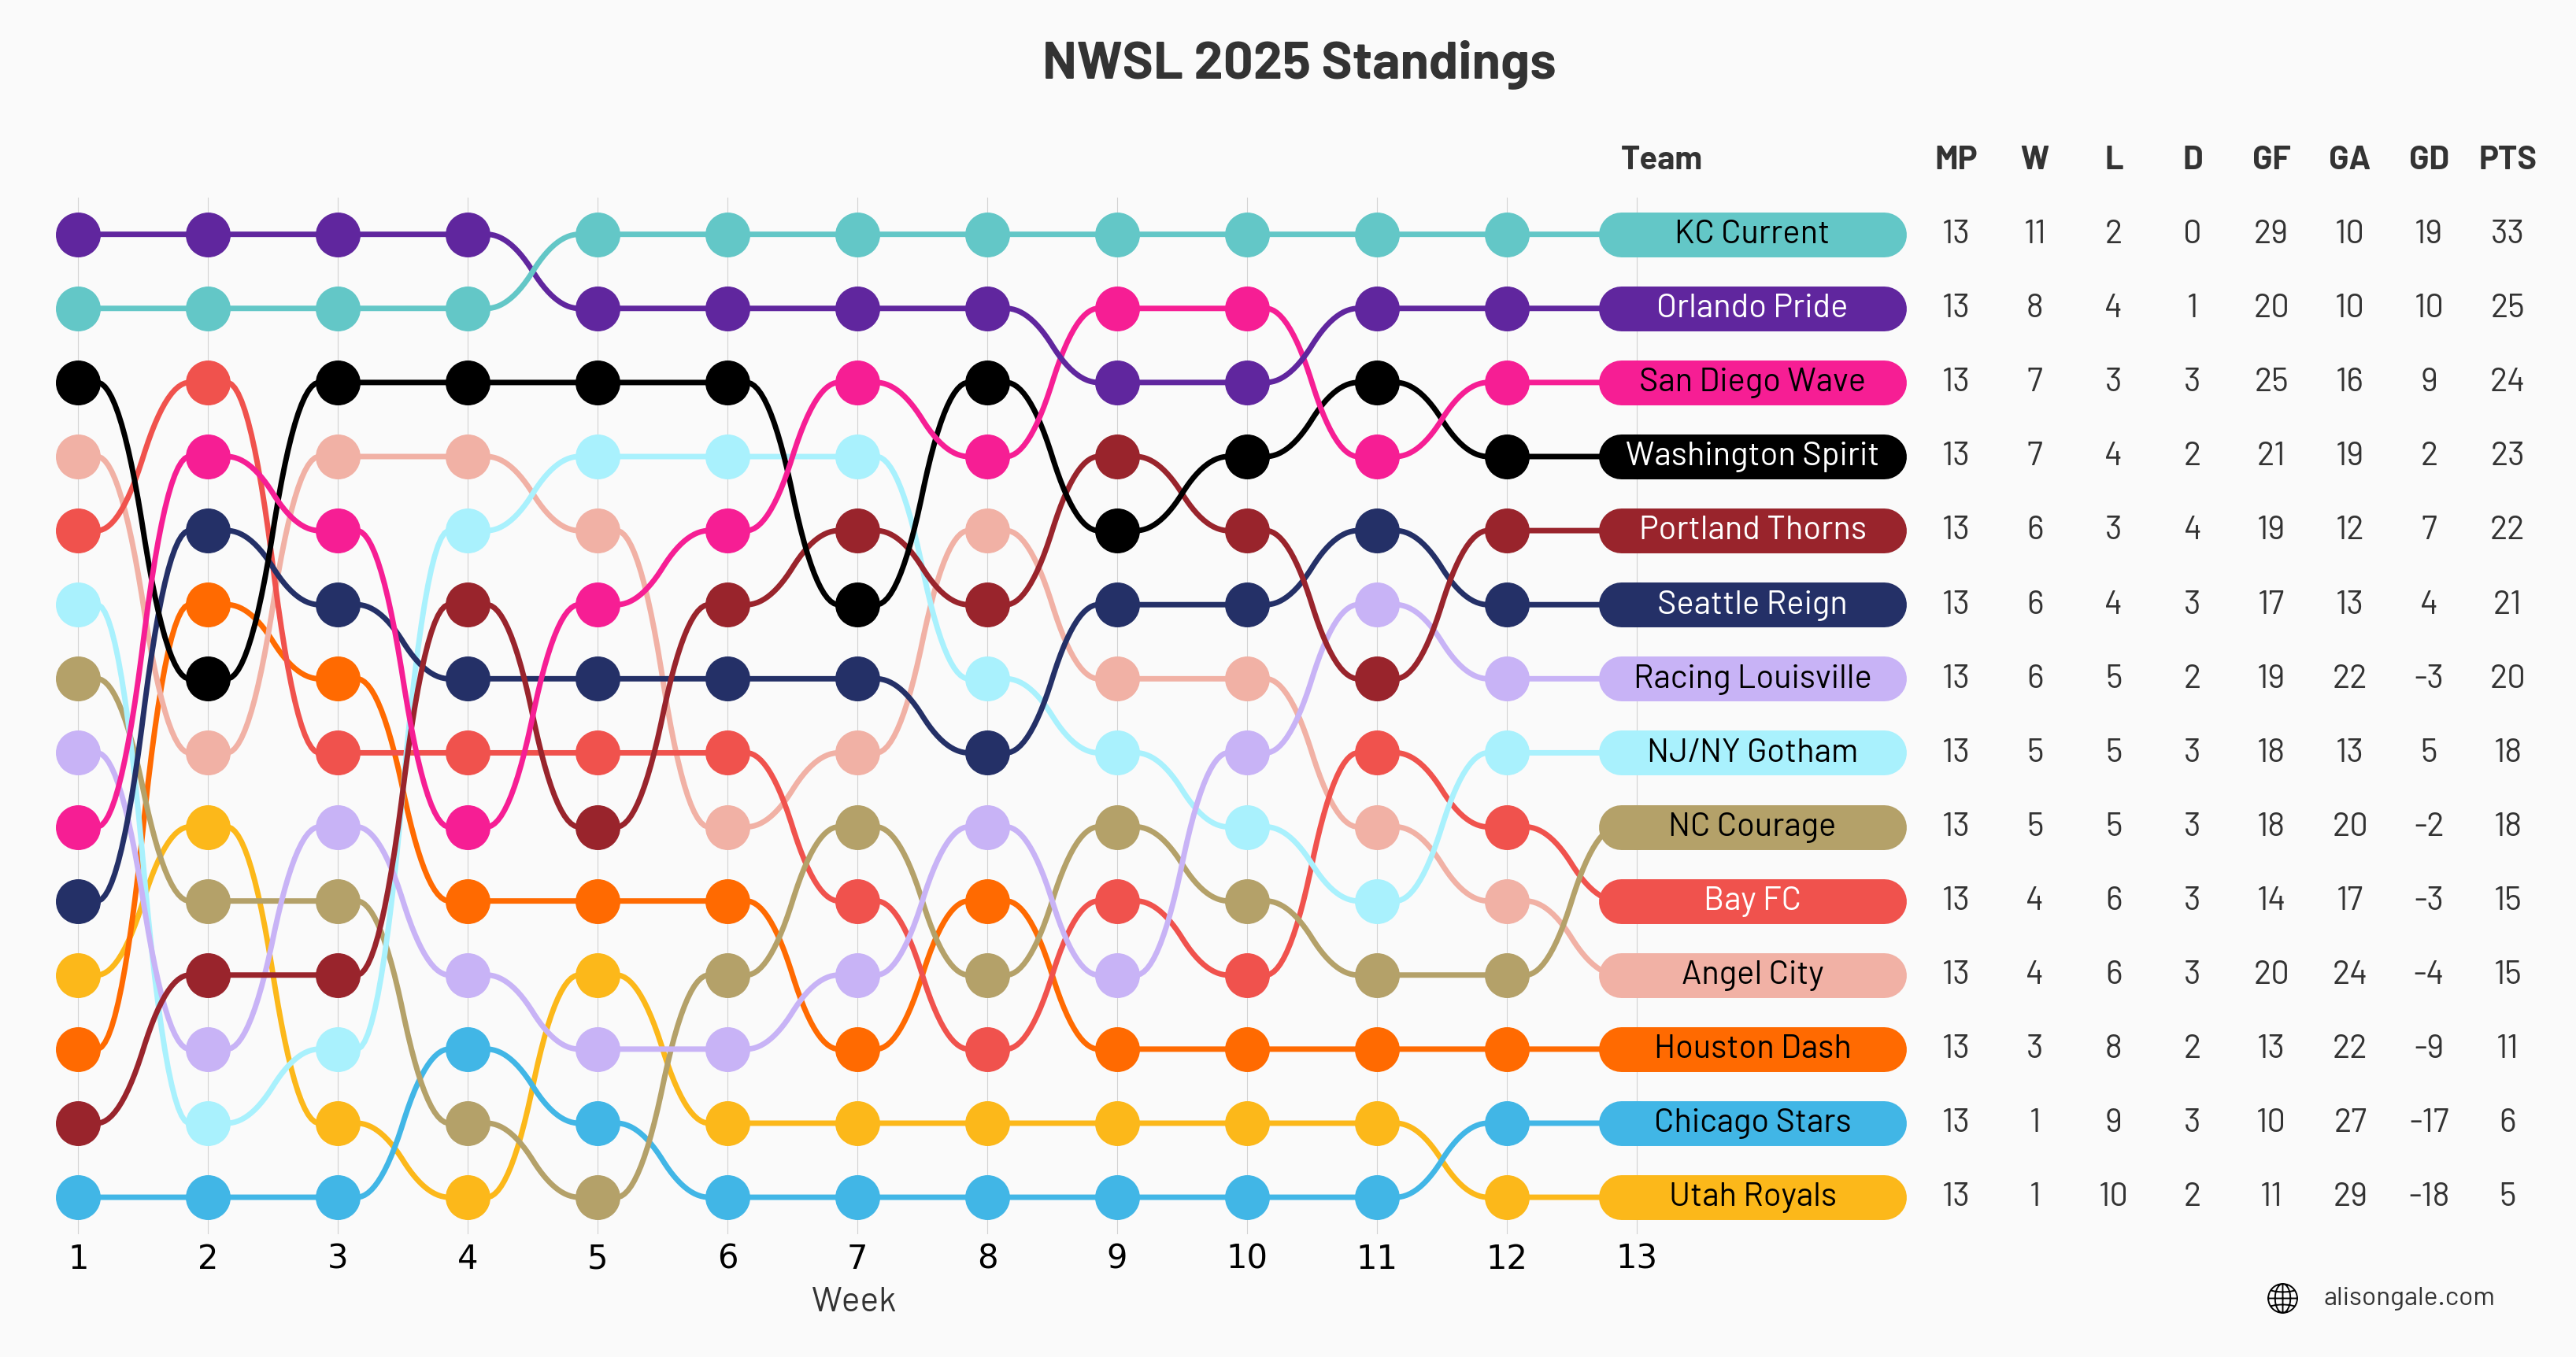 NWSL 2025 Standings
Team MP W L D GF GA GD PTS
KC Current 13 11 2 0 29 10 19 33
Orlando Pride 13 8 4 1 20 10 10 25
San Diego Wave 13 7 3 3 25 16 9 24
Washington Spirit 13 7 4 2 21 19 2 23
Portland Thorns 13 6 3 4 19 12 7 22
Seattle Reign 13 6 4 3 17 13 4 21
Racing Louisville 13 6 5 2 19 22 -3 20
NJ/NY Gotham 13 5 5 3 18 13 5 18
NC Courage 13 5 5 3 18 20 -2 18
Bay FC 13 4 6 3 14 17 -3 15
Angel City 13 4 6 3 20 24 -4 15
Houston Dash 13 3 8 2 13 22 -9 11
Chicago Stars 13 1 9 3 10 27 -17 6
Utah Royals 13 1 10 2 11 29 -18 5
1 2 3 4 5 6 7 8 9 10 11 12 13
Week
alisongale.com